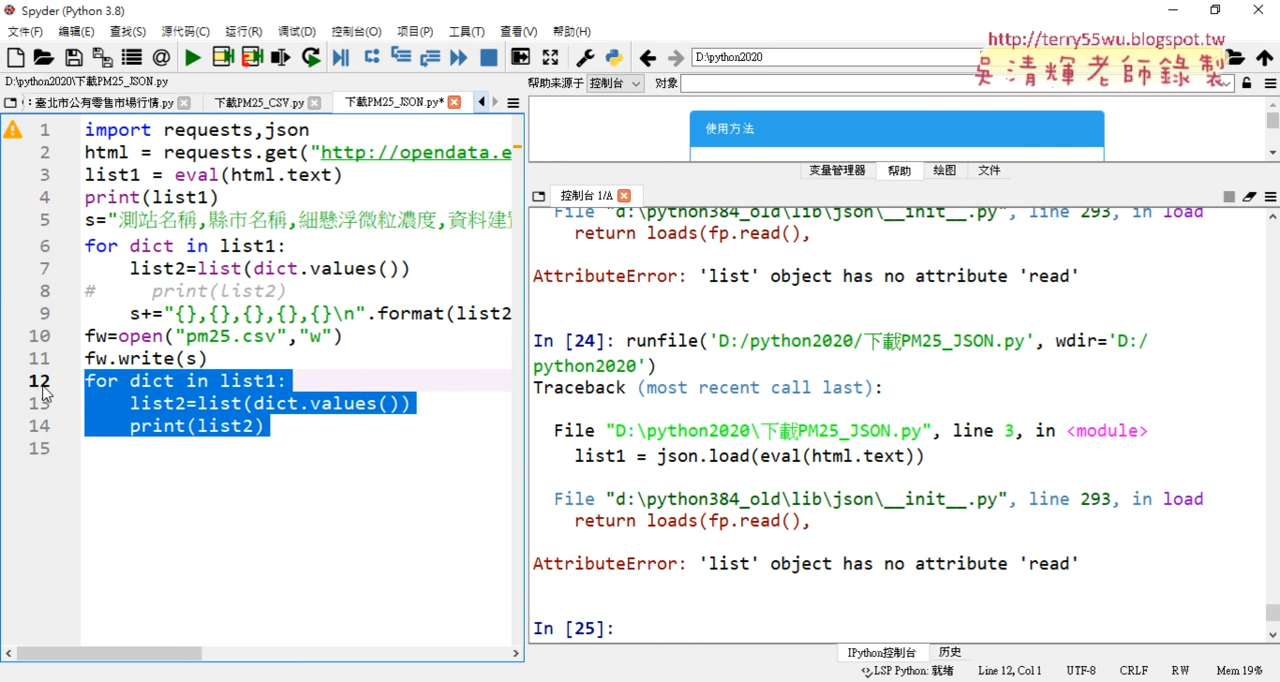 Spyder (Python 3.8)
文件(F) 编辑(E) 查找(S) 源代码(C) 运行(R) 调试(D) 控制台(O) 项目(P) 工具(T) 查看(V) 帮助(H)
http://terry55wu.blogspot.tw
吳清輝老師錄製
D:\python2020
D:\python2020\下載PM25_JSON.py
帮助来源于 控制台 对象
:臺北市公有零售市場行情.py 下載PM25_CSV.py 下載PM25_JSON.py*
1 import requests,json
2 html = requests.get("http://opendata.e
3 list1 = eval(html.text)
4 print(list1)
5 s="測站名稱,縣市名稱,細懸浮微粒濃度,資料建
6 for dict in list1:
7 list2=list(dict.values())
8 # print(list2)
9 s+="{},{},{},{},{}\n".format(list2
10 fw=open("pm25.csv","w")
11 fw.write(s)
12 for dict in list1:
13 list2=list(dict.values())
14 print(list2)
15
使用方法
变量管理器 帮助 绘图 文件
控制台 1/A
File "d:\python384_old\lib\json\__init__.py", line 293, in load
return loads(fp.read(),
AttributeError: 'list' object has no attribute 'read'
In [24]: runfile('D:/python2020/下載PM25_JSON.py', wdir='D:/
python2020')
Traceback (most recent call last):
File "D:\python2020\下載PM25_JSON.py", line 3, in <module>
list1 = json.load(eval(html.text))
File "d:\python384_old\lib\json\__init__.py", line 293, in load
return loads(fp.read(),
AttributeError: 'list' object has no attribute 'read'
In [25]:
IPython控制台 历史
LSP Python: 就绪 Line 12, Col 1 UTF-8 CRLF RW Mem 19%